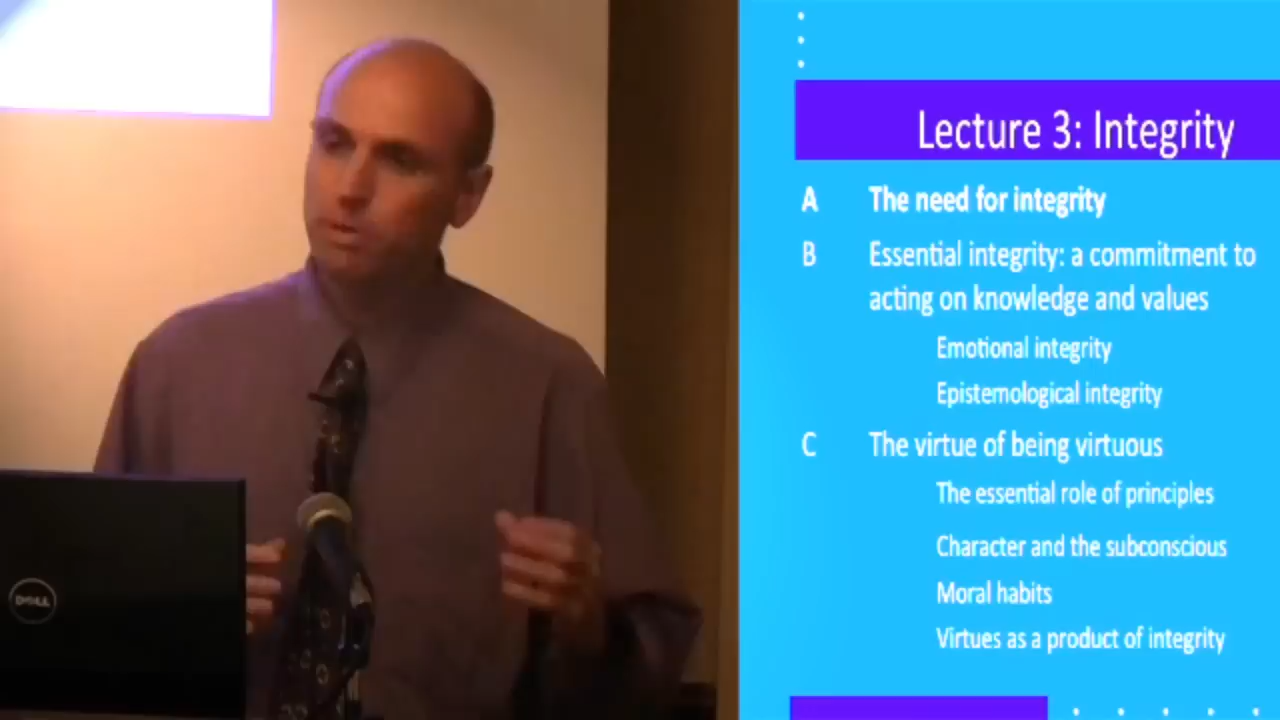 Lecture 3: Integrity
A The need for integrity
B Essential integrity: a commitment to
acting on knowledge and values
Emotional integrity
Epistemological integrity
C The virtue of being virtuous
The essential role of principles
Character and the subconscious
Moral habits
Virtues as a product of integrity
DELL